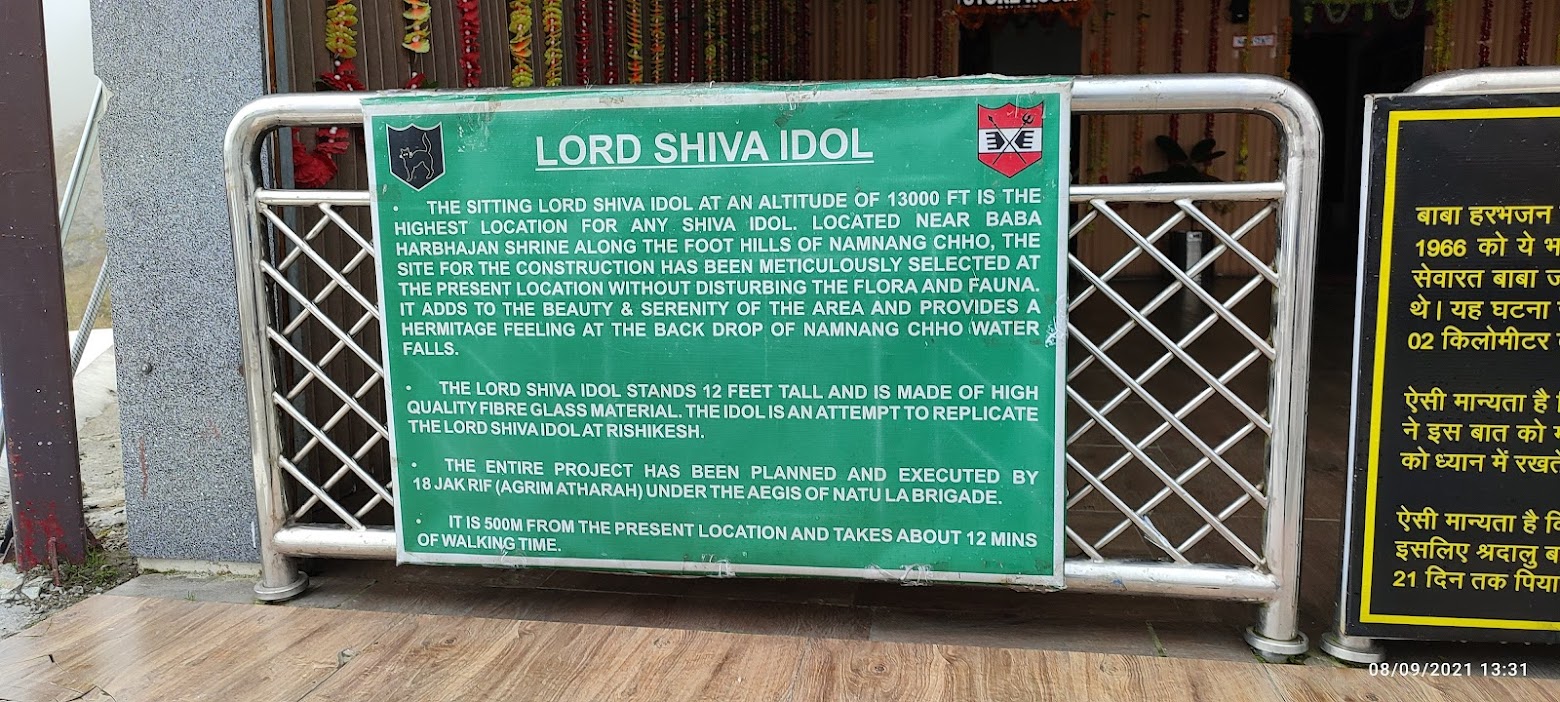 STORE ROOM
LORD SHIVA IDOL
• THE SITTING LORD SHIVA IDOL AT AN ALTITUDE OF 13000 FT IS THE
HIGHEST LOCATION FOR ANY SHIVA IDOL. LOCATED NEAR BABA
HARBHAJAN SHRINE ALONG THE FOOT HILLS OF NAMNANG CHHO, THE
SITE FOR THE CONSTRUCTION HAS BEEN METICULOUSLY SELECTED AT
THE PRESENT LOCATION WITHOUT DISTURBING THE FLORA AND FAUNA.
IT ADDS TO THE BEAUTY & SERENITY OF THE AREA AND PROVIDES A
HERMITAGE FEELING AT THE BACK DROP OF NAMNANG CHHO WATER
FALLS.
• THE LORD SHIVA IDOL STANDS 12 FEET TALL AND IS MADE OF HIGH
QUALITY FIBRE GLASS MATERIAL. THE IDOL IS AN ATTEMPT TO REPLICATE
THE LORD SHIVA IDOL AT RISHIKESH.
• THE ENTIRE PROJECT HAS BEEN PLANNED AND EXECUTED BY
18 JAK RIF (AGRIM ATHARAH) UNDER THE AEGIS OF NATU LA BRIGADE.
• IT IS 500M FROM THE PRESENT LOCATION AND TAKES ABOUT 12 MINS
OF WALKING TIME.
बाबा हरभजन
1966 को ये
सेवारत बाबा
थे। यह घटना
02 किलोमीटर
ऐसी मान्यता है
ने इस बात को
को ध्यान में रखते
ऐसी मान्यता है
इसलिए श्रदालु
21 दिन तक
08/09/2021 13:31